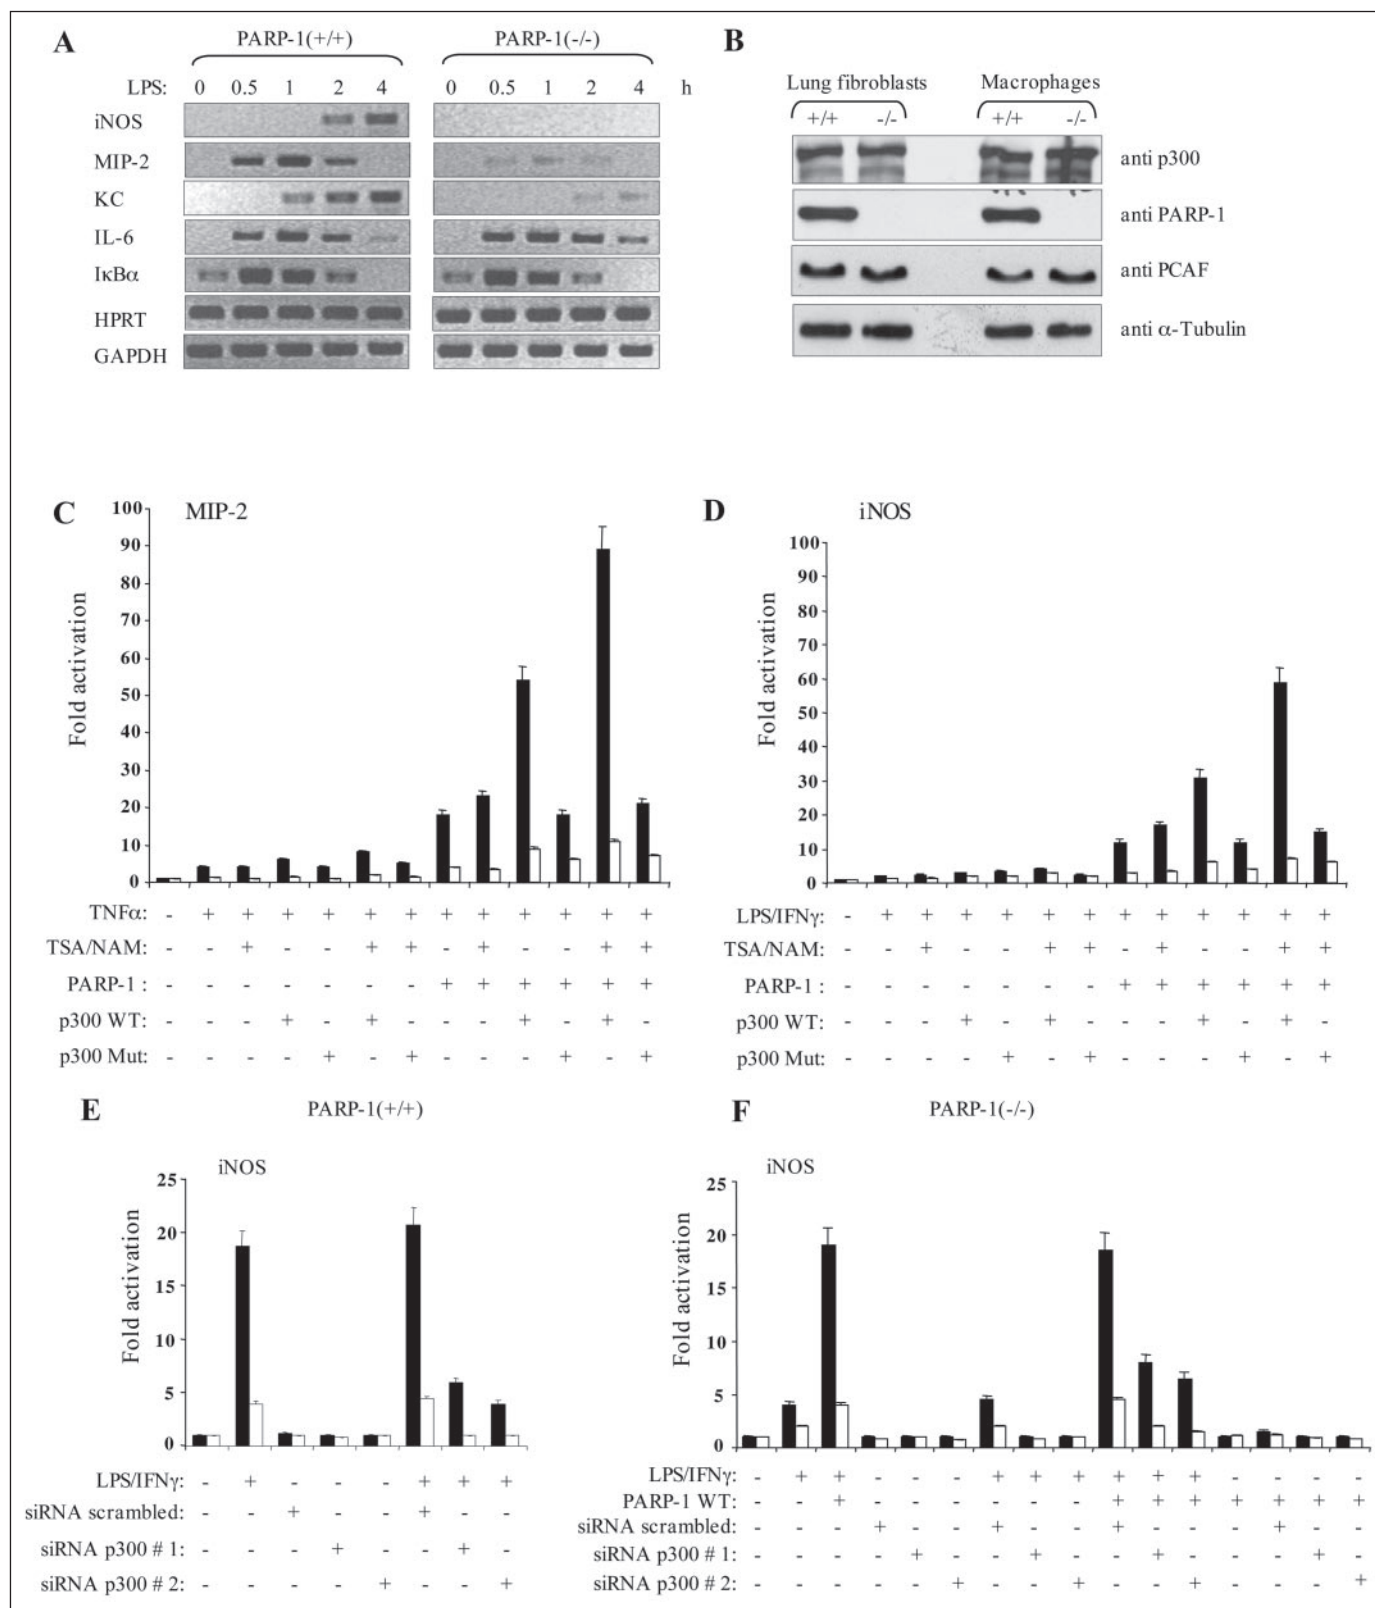 A PARP-1(+/+) PARP-1(-/-)
LPS: 0 0.5 1 2 4 0 0.5 1 2 4 h
iNOS
MIP-2
KC
IL-6
IκBα
HPRT
GAPDH
B
Lung fibroblasts Macrophages
+/+ -/- +/+ -/-
anti p300
anti PARP-1
anti PCAF
anti α-Tubulin
C MIP-2
Fold activation
100
90
80
70
60
50
40
30
20
10
0
TNFα: - + + + + + + + + + + + +
TSA/NAM: - - + - - + + - + - - + +
PARP-1 : - - - - - - - + + + + + +
p300 WT: - - - + - + - - - + - + -
p300 Mut: - - - - + - + - - - + - +
D iNOS
Fold activation
100
90
80
70
60
50
40
30
20
10
0
LPS/IFNγ: - + + + + + + + + + + + +
TSA/NAM: - - + - - + + - + - - + +
PARP-1 : - - - - - - - + + + + + +
p300 WT: - - - + - + - - - + - + -
p300 Mut: - - - - + - + - - - + - +
E PARP-1(+/+)
iNOS
Fold activation
25
20
15
10
5
0
LPS/IFNγ: - + - - - + + +
siRNA scrambled: - - + - - + - -
siRNA p300 # 1: - - - + - - + -
siRNA p300 # 2: - - - - + - - +
F PARP-1(-/-)
iNOS
Fold activation
25
20
15
10
5
0
LPS/IFNγ: - + + - - - + + + + + + - - - -
PARP-1 WT: - - + - - - - - - + + + + + + +
siRNA scrambled: - - - + - - + - - + - - - + - -
siRNA p300 # 1: - - - - + - - + - - + - - - + -
siRNA p300 # 2: - - - - - + - - + - - + - - - +